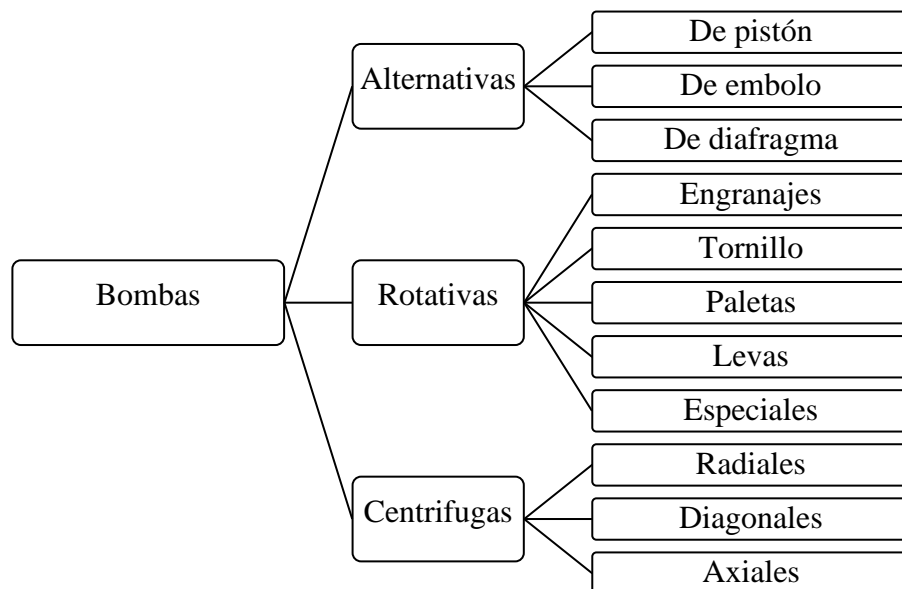 Bombas
Alternativas
De pistón
De embolo
De diafragma
Rotativas
Engranajes
Tornillo
Paletas
Levas
Especiales
Centrifugas
Radiales
Diagonales
Axiales